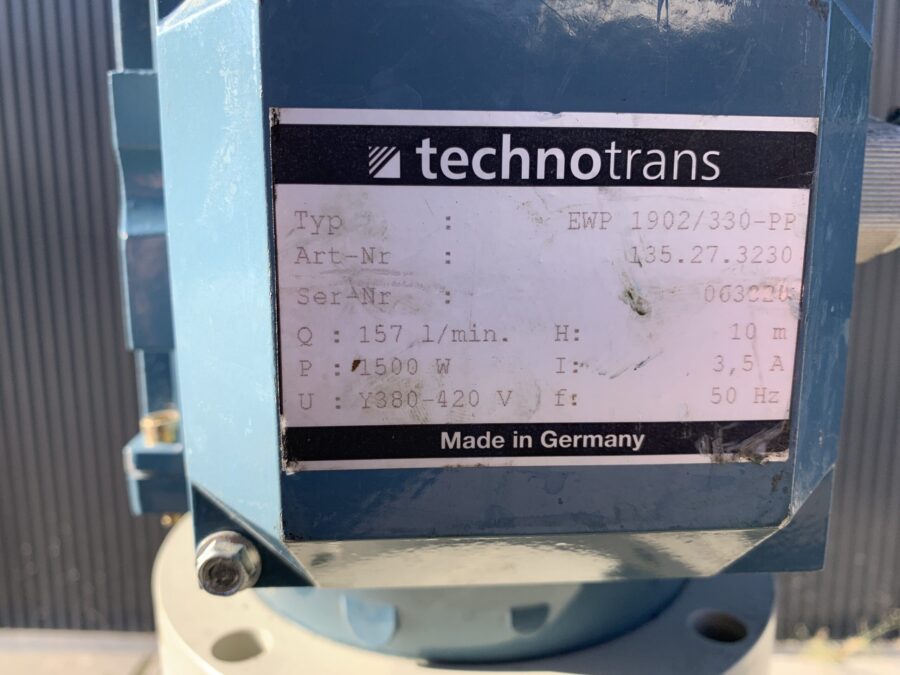 technotrans
Typ : EWP 1902/330-PP
Art-Nr : 135.27.3230
Ser-Nr :
Q : 157 l/min. H: 10 m
P : 1500 W I: 3,5 A
U : Y380-420 V f: 50 Hz
Made in Germany